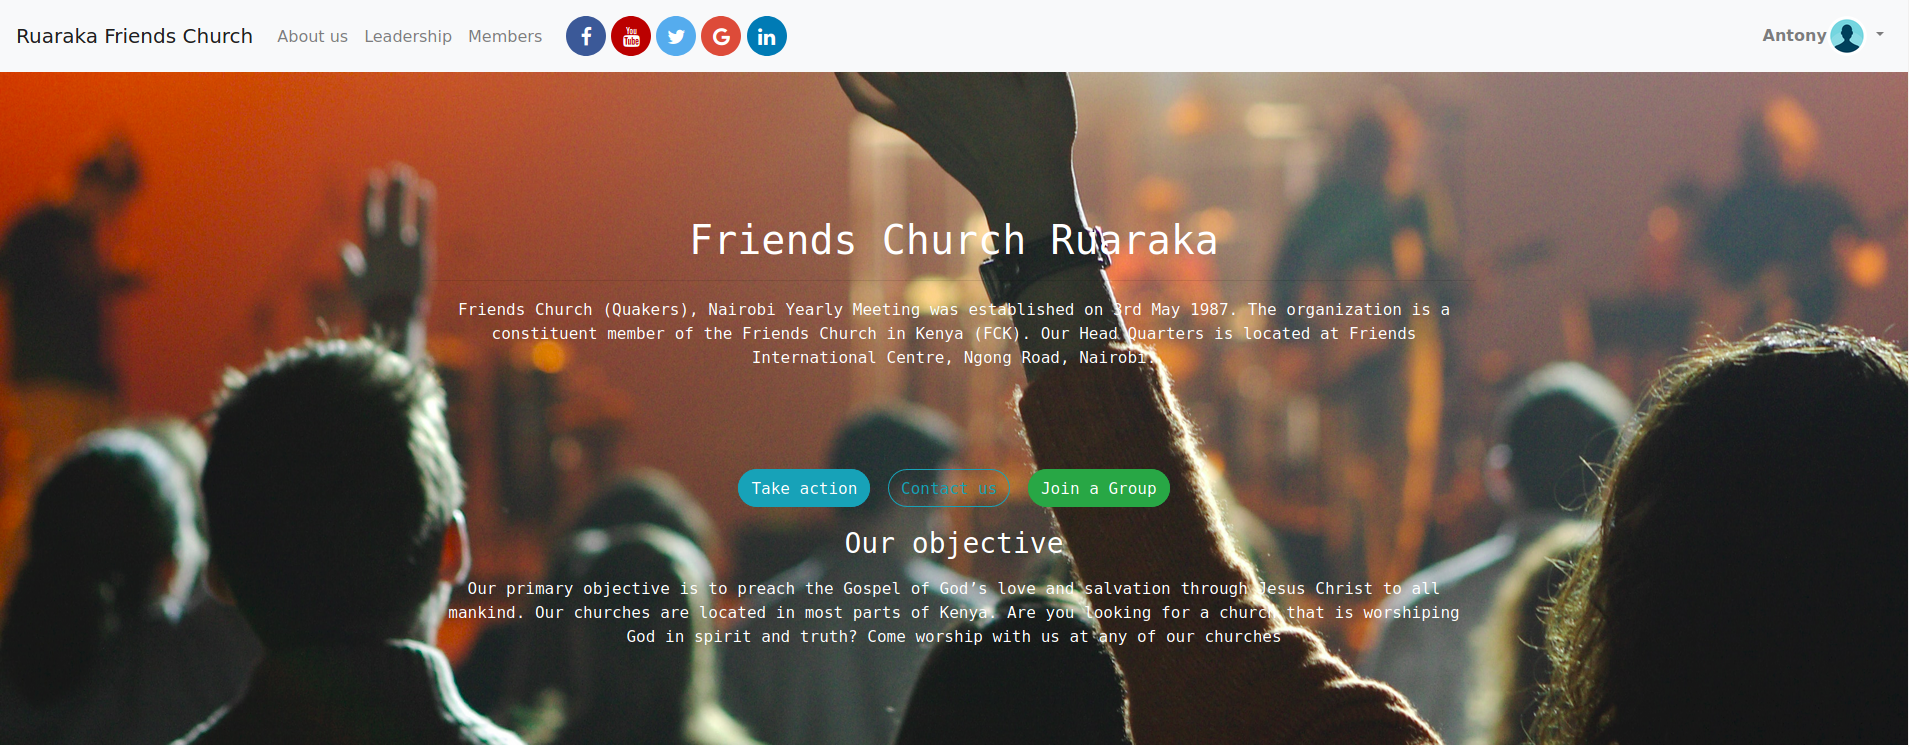 Ruaraka Friends Church About us Leadership Members You Tube G in Antony
Friends Church Ruaraka
Friends Church (Quakers), Nairobi Yearly Meeting was established on 3rd May 1987. The organization is a
constituent member of the Friends Church in Kenya (FCK). Our Head Quarters is located at Friends
International Centre, Ngong Road, Nairobi.
Take action Contact us Join a Group
Our objective
Our primary objective is to preach the Gospel of God’s love and salvation through Jesus Christ to all
mankind. Our churches are located in most parts of Kenya. Are you looking for a church that is worshiping
God in spirit and truth? Come worship with us at any of our churches